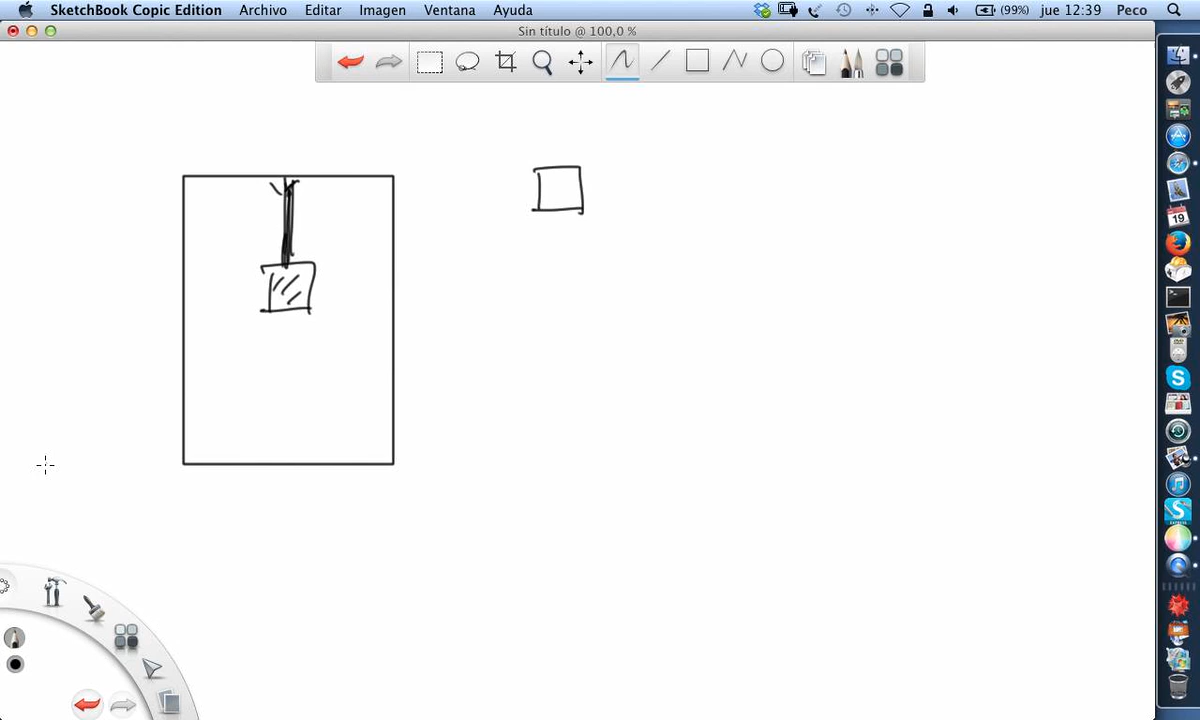 SketchBook Copic Edition Archivo Editar Imagen Ventana Ayuda (99%) jue 12:39 Peco
Sin título @ 100,0 %
19
S
S